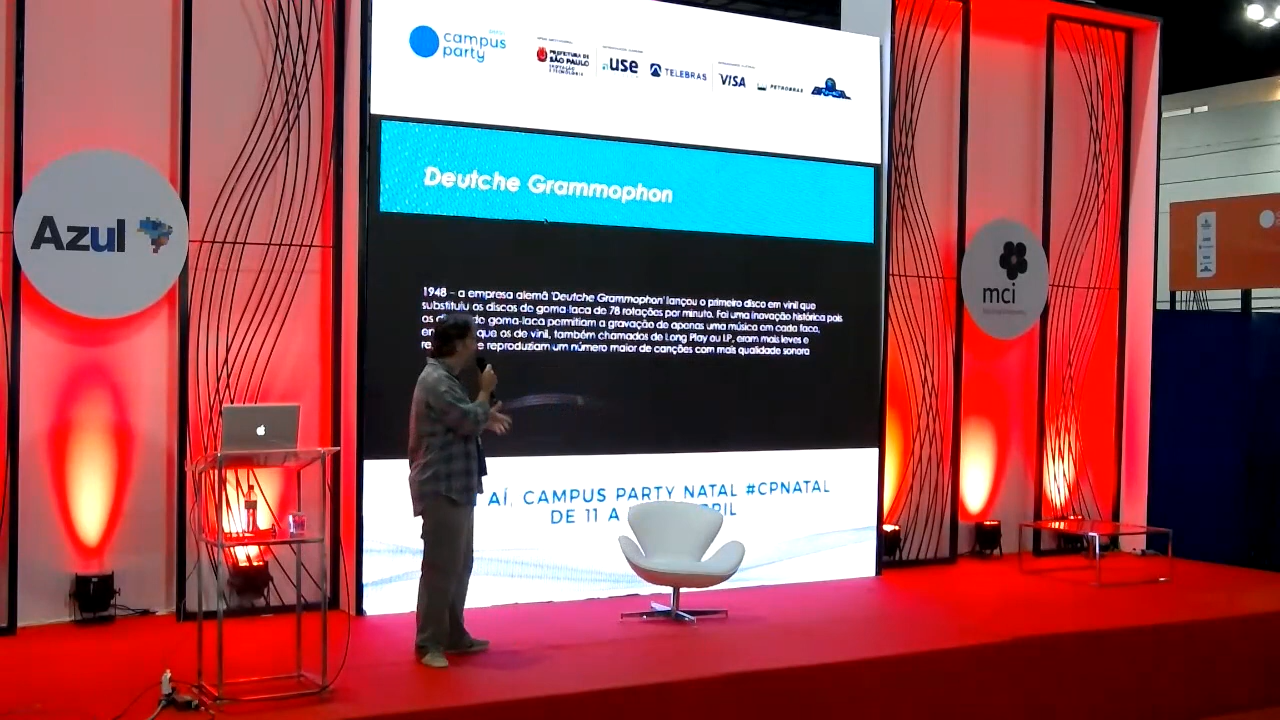 campus
party
PREFEITURA DE
SÃO PAULO
INOVAÇÃO
E TECNOLOGIA
use
TELEBRAS
VISA
PETROBRAS
Deutche Grammophon
1948 - a empresa alemã 'Deutche Grammophon' lançou o primeiro disco em vinil que
substituiu os discos de goma-laca de 78 rotações por minuto. Foi uma inovação histórica pois
os do goma-laca permitiam a gravação de apenas uma música em cada face,
que os de vinil, também chamados de Long Play ou LP, eram mais leves e
e reproduziam um número maior de canções com mais qualidade sonora
AÍ, CAMPUS PARTY NATAL #CPNATAL
DE 11 A
Azul
mci